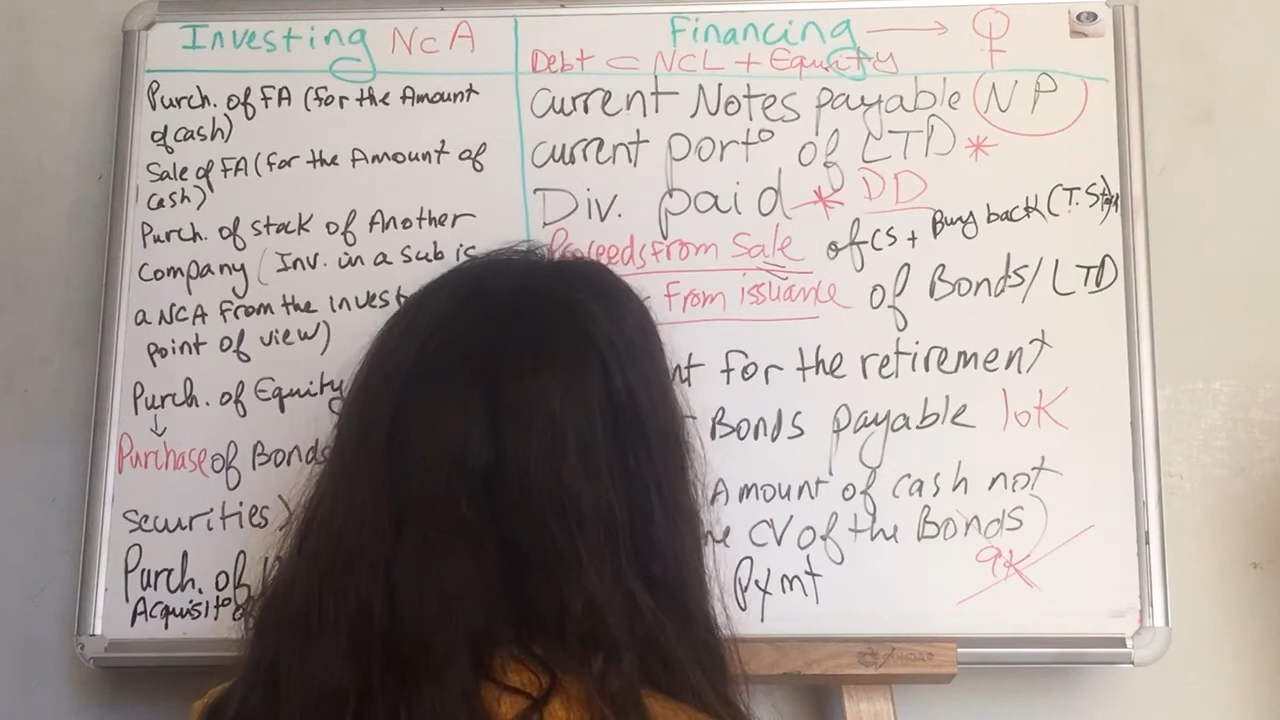 Investing NCA
Purch. of FA (for the Amount
of cash)
Sale of FA (for the Amount of
cash)
Purch. of stock of Another
company (Inv. in a sub is
a NCA from the invest
point of view)
Purch. of Equity
↓
Purchase of Bonds
securities)
Purch. of
Acquisit°
Financing → ♀
Debt ⊂ NCL + Equity
current Notes payable (NP)
current port° of LTD *
Div. paid * DD
Proceeds from Sale of CS + Buy back (T. St
From issuance of Bonds/LTD
nt for the retirement
Bonds payable 10K
Amount of cash not
he CV of the Bonds)
9K
Pymt